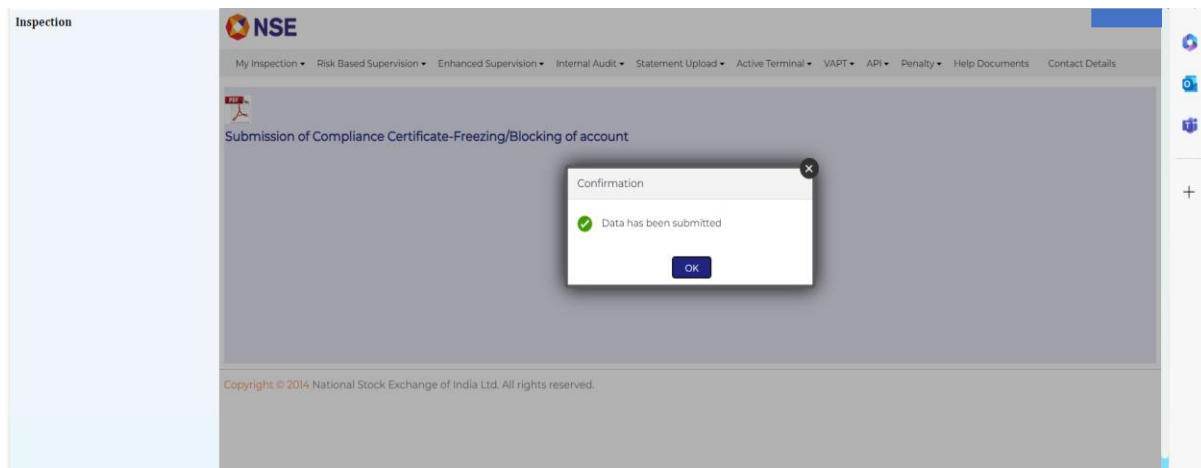 Inspection
NSE
My Inspection Risk Based Supervision Enhanced Supervision Internal Audit Statement Upload Active Terminal VAPT API Penalty Help Documents Contact Details
PDF
Submission of Compliance Certificate-Freezing/Blocking of account
Confirmation
Data has been submitted
OK
Copyright © 2014 National Stock Exchange of India Ltd. All rights reserved.